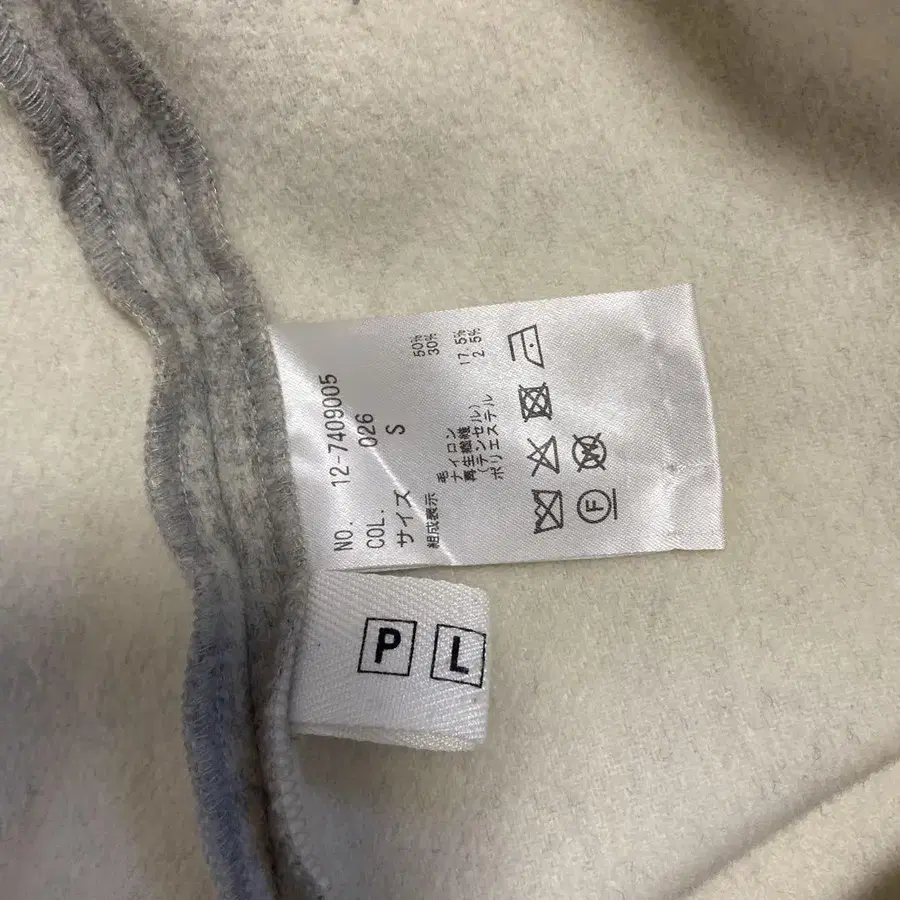 NO. 12-7409005
COL. 026
サイズ S
組成表示
毛 50%
ナイロン 30%
再生繊維
(テンセル) 17.5%
ポリエステル 2.5%
W
F
P L